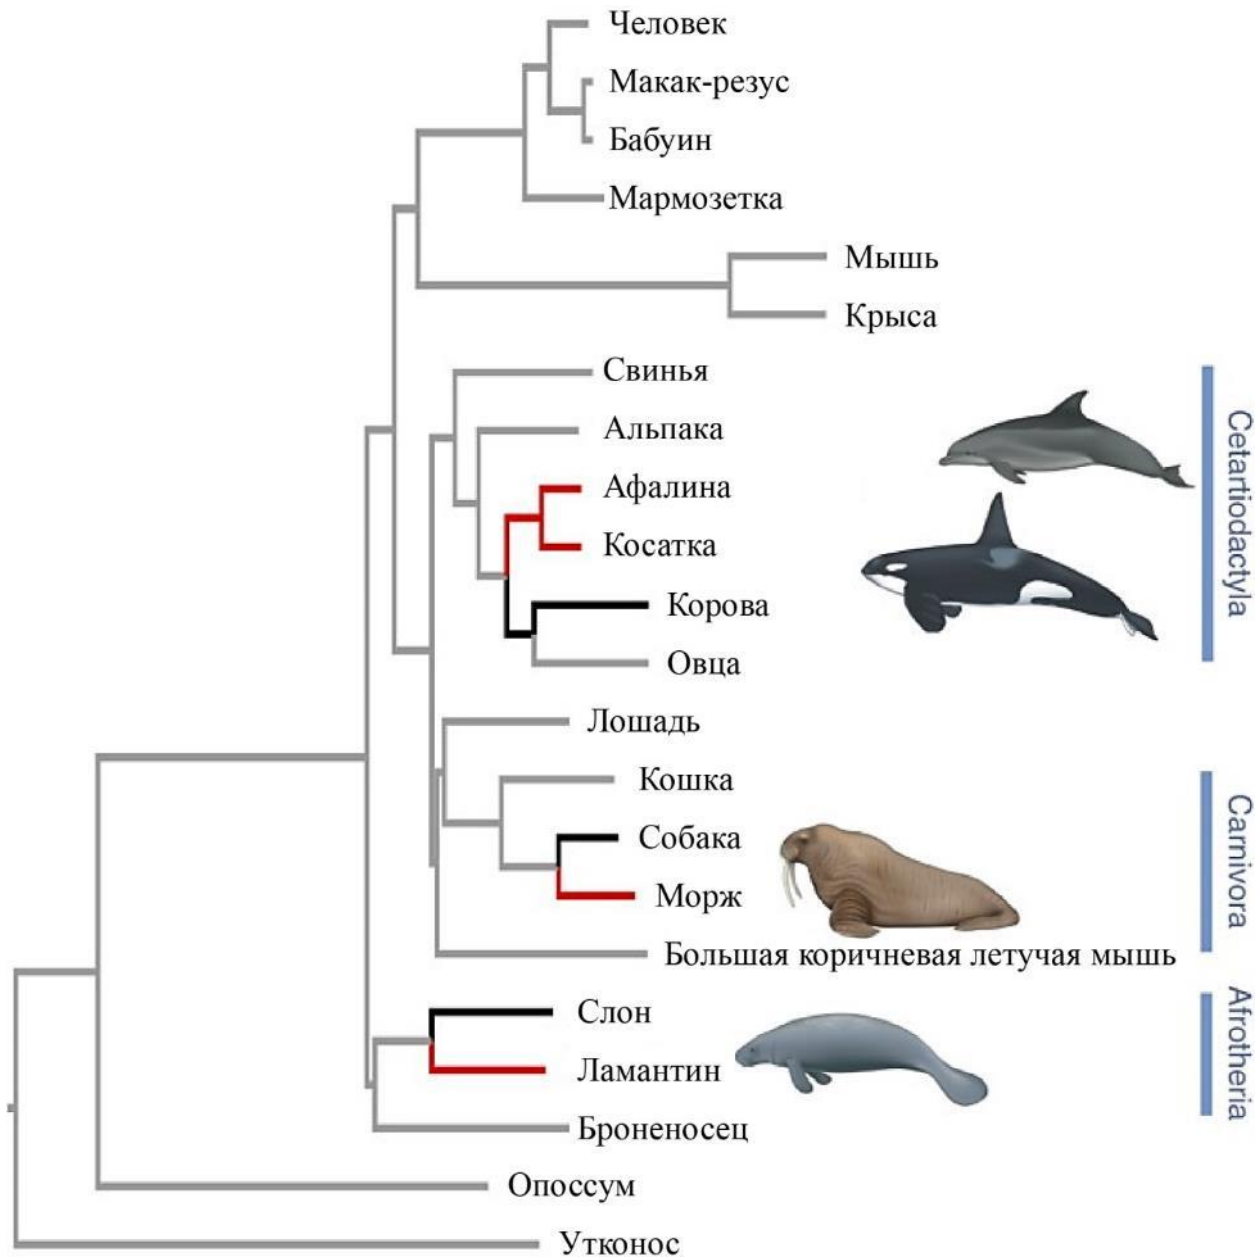 Человек
Макак-резус
Бабуин
Мармозетка
Мышь
Крыса
Свинья
Альпака
Афалина
Косатка
Корова
Овца
Cetartiodactyla
Лошадь
Кошка
Собака
Морж
Большая коричневая летучая мышь
Carnivora
Слон
Ламантин
Броненосец
Afrotheria
Опоссум
Утконос